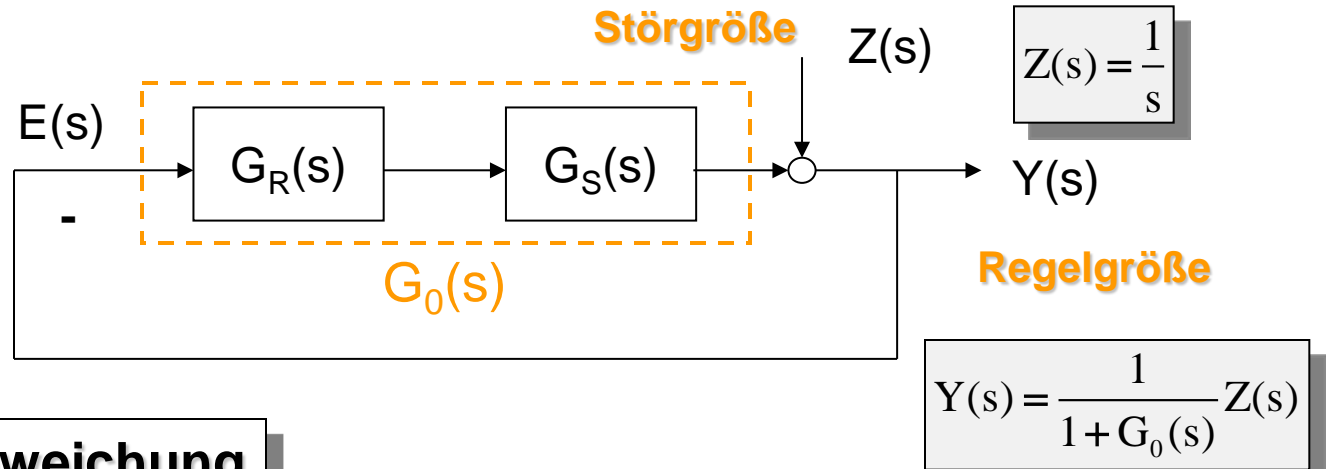 Störgröße
Z(s)
Z(s) = 1/s
E(s)
G_R(s)
G_S(s)
Y(s)
-
G_0(s)
Regelgröße
Y(s) = 1/(1 + G_0(s)) Z(s)
weichung